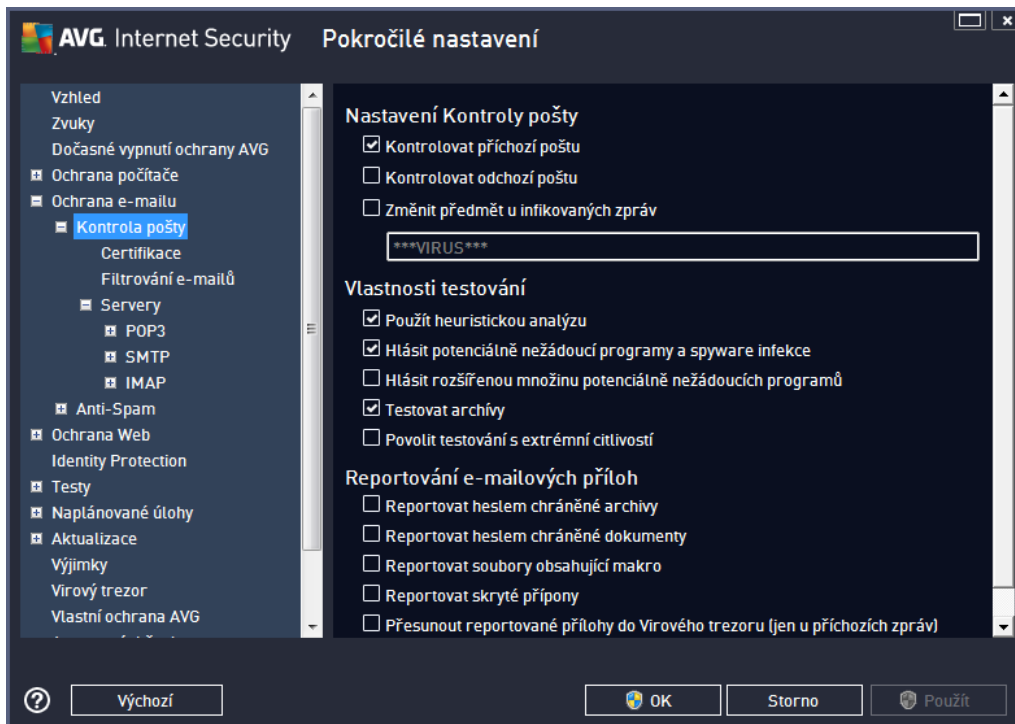 AVG. Internet Security Pokročilé nastavení
Vzhled
Zvuky
Dočasné vypnutí ochrany AVG
Ochrana počítače
Ochrana e-mailu
Kontrola pošty
Certifikace
Filtrování e-mailů
Servery
POP3
SMTP
IMAP
Anti-Spam
Ochrana Web
Identity Protection
Testy
Naplánované úlohy
Aktualizace
Výjimky
Virový trezor
Vlastní ochrana AVG
Nastavení Kontroly pošty
Kontrolovat příchozí poštu
Kontrolovat odchozí poštu
Změnit předmět u infikovaných zpráv
***VIRUS***
Vlastnosti testování
Použít heuristickou analýzu
Hlásit potenciálně nežádoucí programy a spyware infekce
Hlásit rozšířenou množinu potenciálně nežádoucích programů
Testovat archívy
Povolit testování s extrémní citlivostí
Reportování e-mailových příloh
Reportovat heslem chráněné archivy
Reportovat heslem chráněné dokumenty
Reportovat soubory obsahující makro
Reportovat skryté přípony
Přesunout reportované přílohy do Virového trezoru (jen u příchozích zpráv)
Výchozí
OK
Storno
Použít